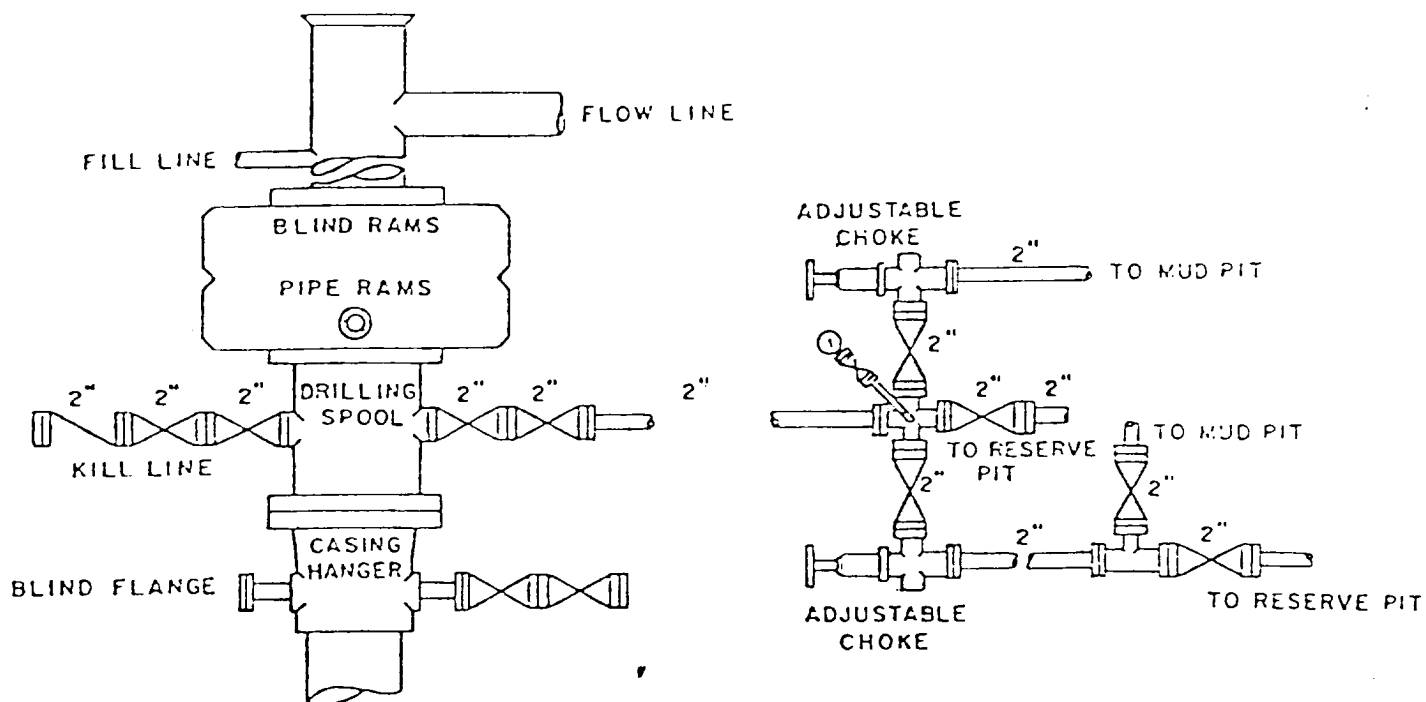 FLOW LINE
FILL LINE
BLIND RAMS
PIPE RAMS
2" 2" 2" DRILLING SPOOL 2" 2" 2"
KILL LINE
CASING
HANGER
BLIND FLANGE
ADJUSTABLE
CHOKE
2"
TO MUD PIT
2"
2" 2"
TO RESERVE
PIT
TO MUD PIT
2"
2"
2"
2"
TO RESERVE PIT
ADJUSTABLE
CHOKE